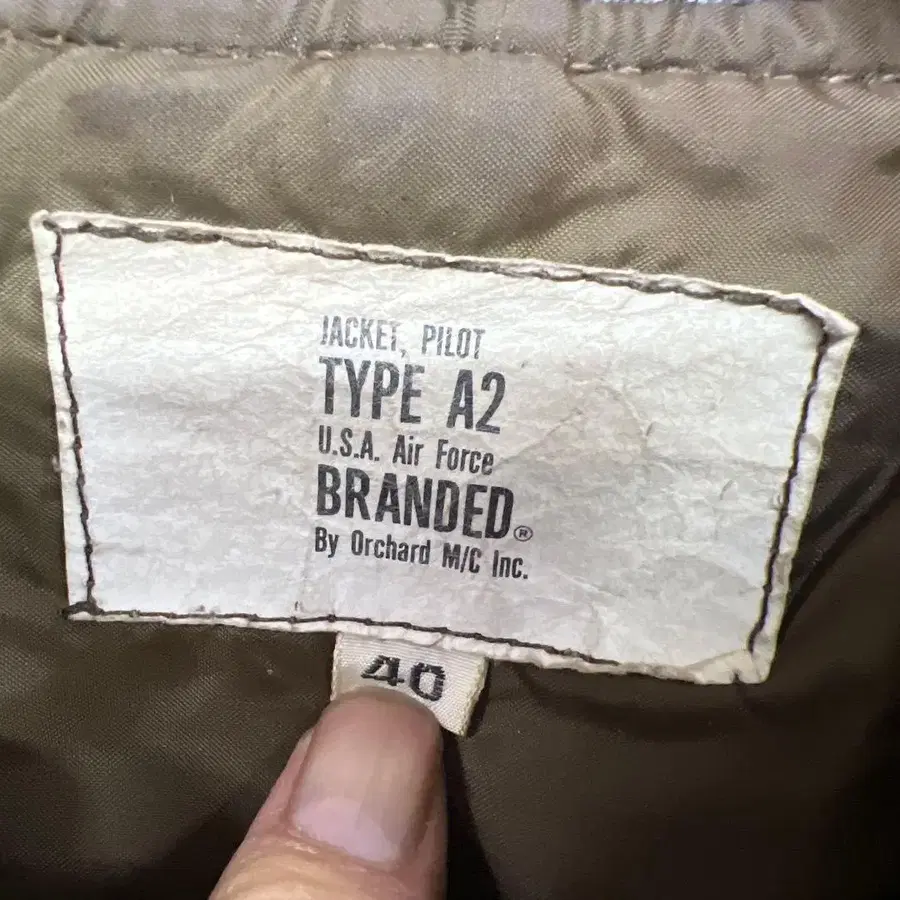 JACKET, PILOT
TYPE A2
U.S.A. Air Force
BRANDED®
By Orchard M/C Inc.
40